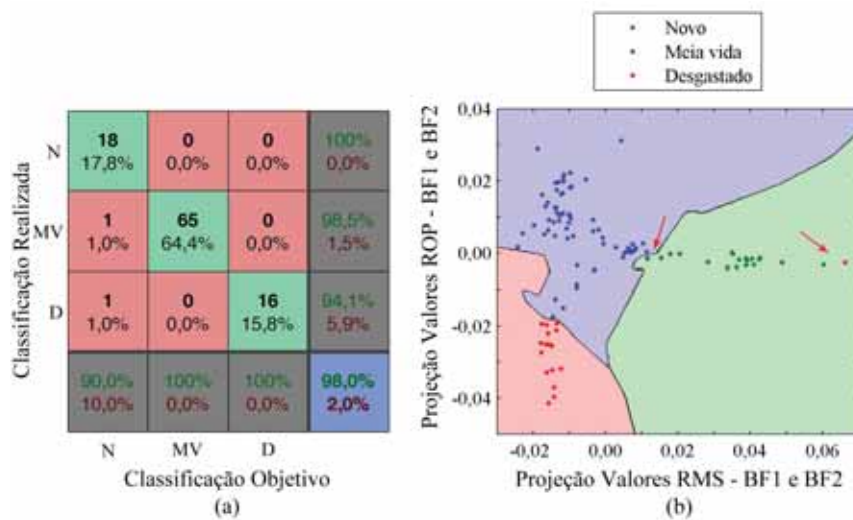 Novo
Meia vida
Desgastado
Classificação Realizada
N
18
17,8%
0
0,0%
0
0,0%
100%
0,0%
MV
1
1,0%
65
64,4%
0
0,0%
98,5%
1,5%
D
1
1,0%
0
0,0%
16
15,8%
94,1%
5,9%
90,0%
10,0%
100%
0,0%
100%
0,0%
98,0%
2,0%
N MV D
Classificação Objetivo
(a)
Projeção Valores ROP - BF1 e BF2
0,04
0,02
0,00
-0,02
-0,04
-0,02 0,00 0,02 0,04 0,06
Projeção Valores RMS - BF1 e BF2
(b)